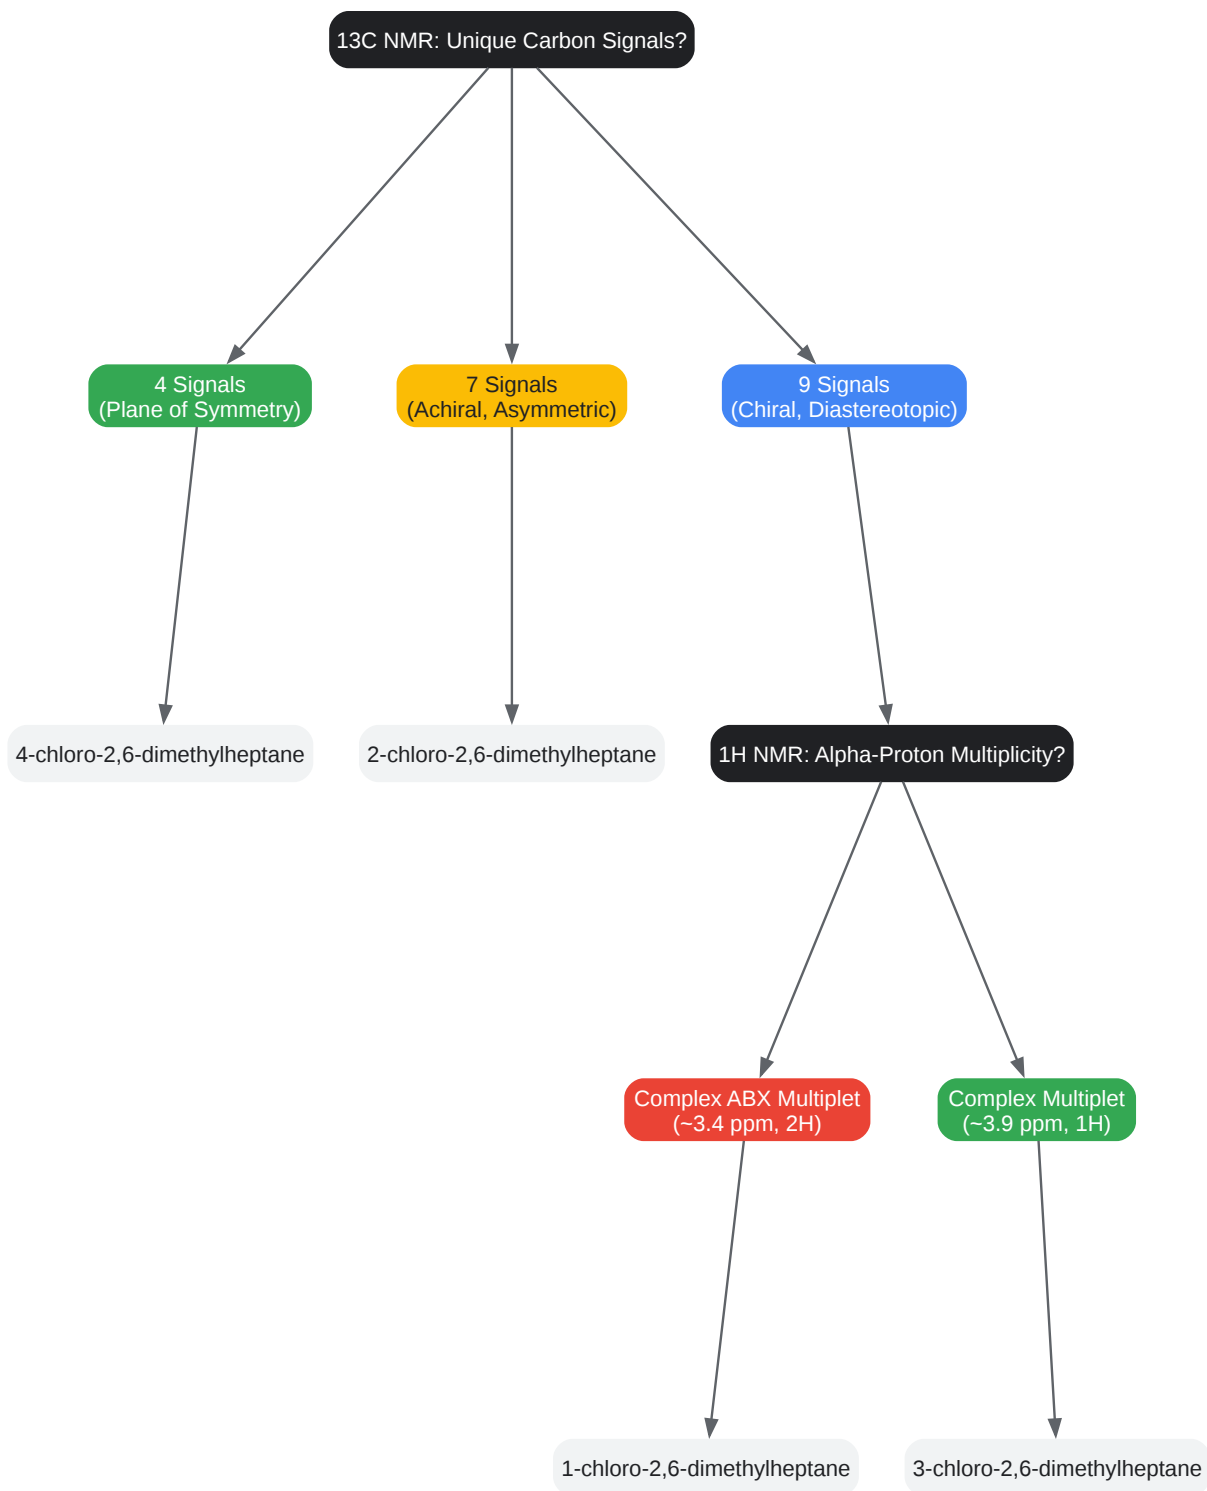 13C NMR: Unique Carbon Signals?
4 Signals
(Plane of Symmetry)
7 Signals
(Achiral, Asymmetric)
9 Signals
(Chiral, Diastereotopic)
4-chloro-2,6-dimethylheptane
2-chloro-2,6-dimethylheptane
1H NMR: Alpha-Proton Multiplicity?
Complex ABX Multiplet
(~3.4 ppm, 2H)
Complex Multiplet
(~3.9 ppm, 1H)
1-chloro-2,6-dimethylheptane
3-chloro-2,6-dimethylheptane